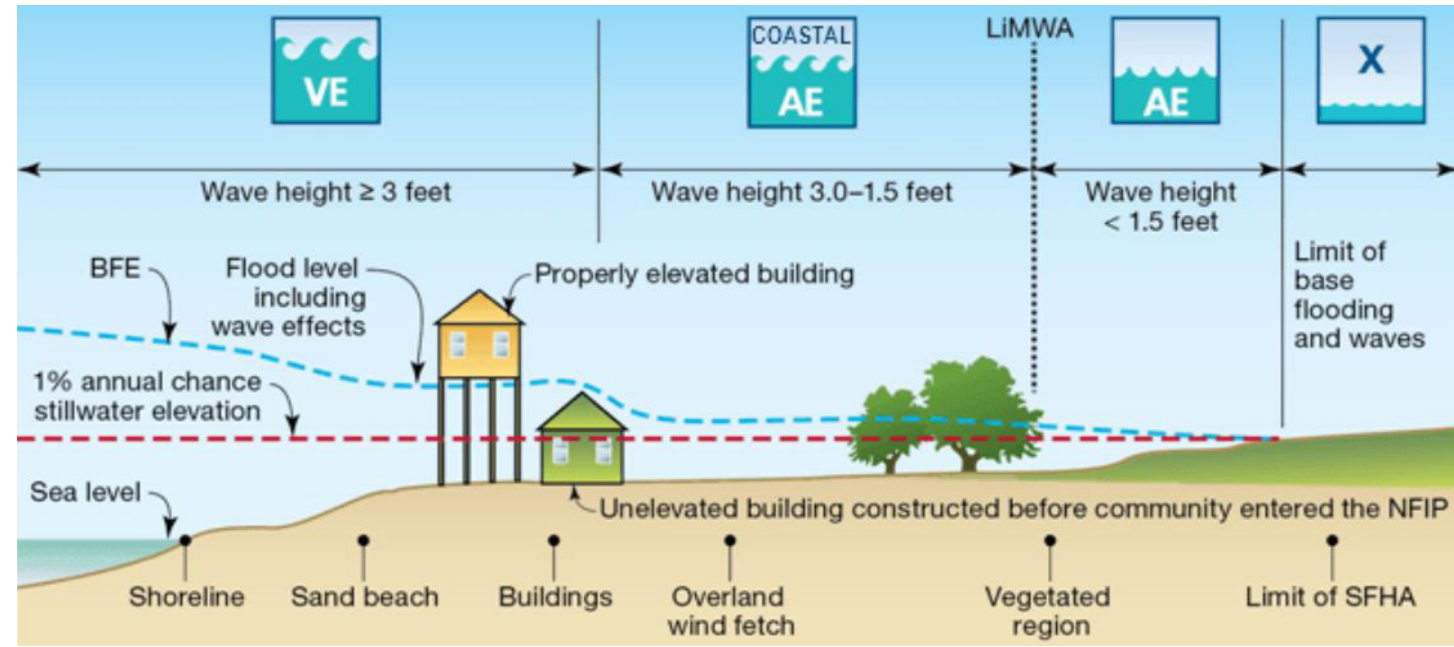 VE
COASTAL
AE
LiMWA
AE
X
Wave height ≥ 3 feet
Wave height 3.0–1.5 feet
Wave height
< 1.5 feet
BFE
Flood level
including
wave effects
Properly elevated building
Limit of
base
flooding
and waves
1% annual chance
stillwater elevation
Sea level
Unelevated building constructed before community entered the NFIP
Shoreline
Sand beach
Buildings
Overland
wind fetch
Vegetated
region
Limit of SFHA